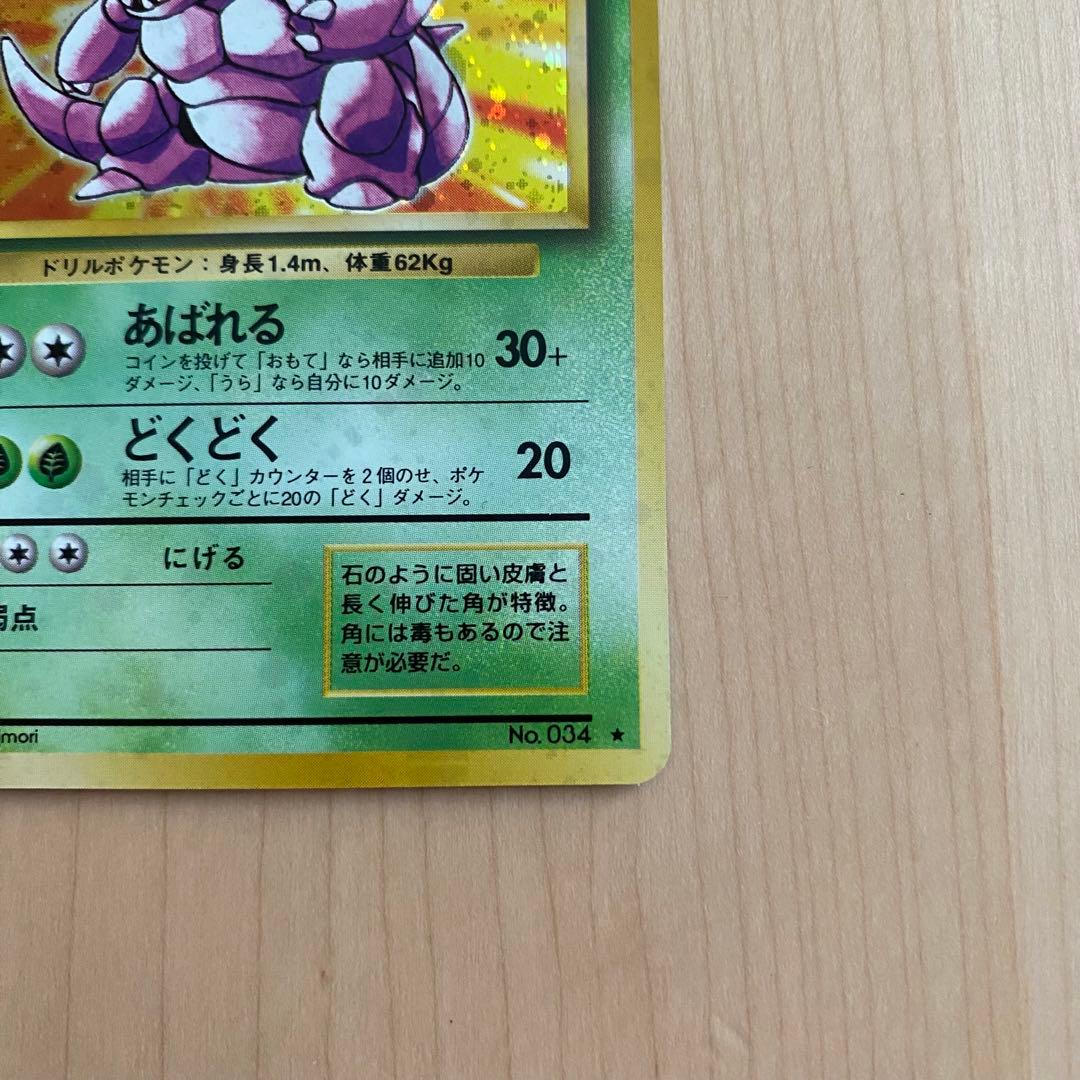 ドリルポケモン：身長1.4m、体重62Kg
あばれる
コインを投げて「おもて」なら相手に追加10
ダメージ、「うら」なら自分に10ダメージ。
30+
どくどく
相手に「どく」カウンターを2個のせ、ポケ
モンチェックごとに20の「どく」ダメージ。
20
にげる
弱点
石のように固い皮膚と
長く伸びた角が特徴。
角には毒もあるので注
意が必要だ。
imori
No. 034 ★